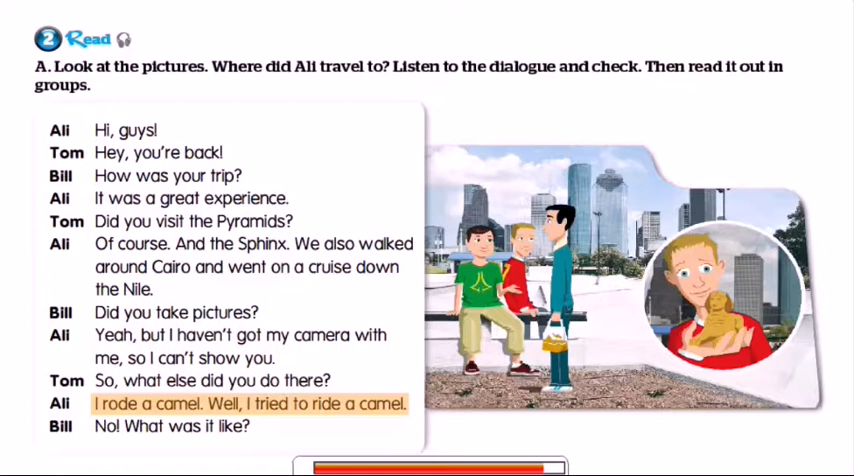 2 Read
A. Look at the pictures. Where did Ali travel to? Listen to the dialogue and check. Then read it out in
groups.
Ali Hi, guys!
Tom Hey, you're back!
Bill How was your trip?
Ali It was a great experience.
Tom Did you visit the Pyramids?
Ali Of course. And the Sphinx. We also walked
around Cairo and went on a cruise down
the Nile.
Bill Did you take pictures?
Ali Yeah, but I haven't got my camera with
me, so I can't show you.
Tom So, what else did you do there?
Ali I rode a camel. Well, I tried to ride a camel.
Bill No! What was it like?